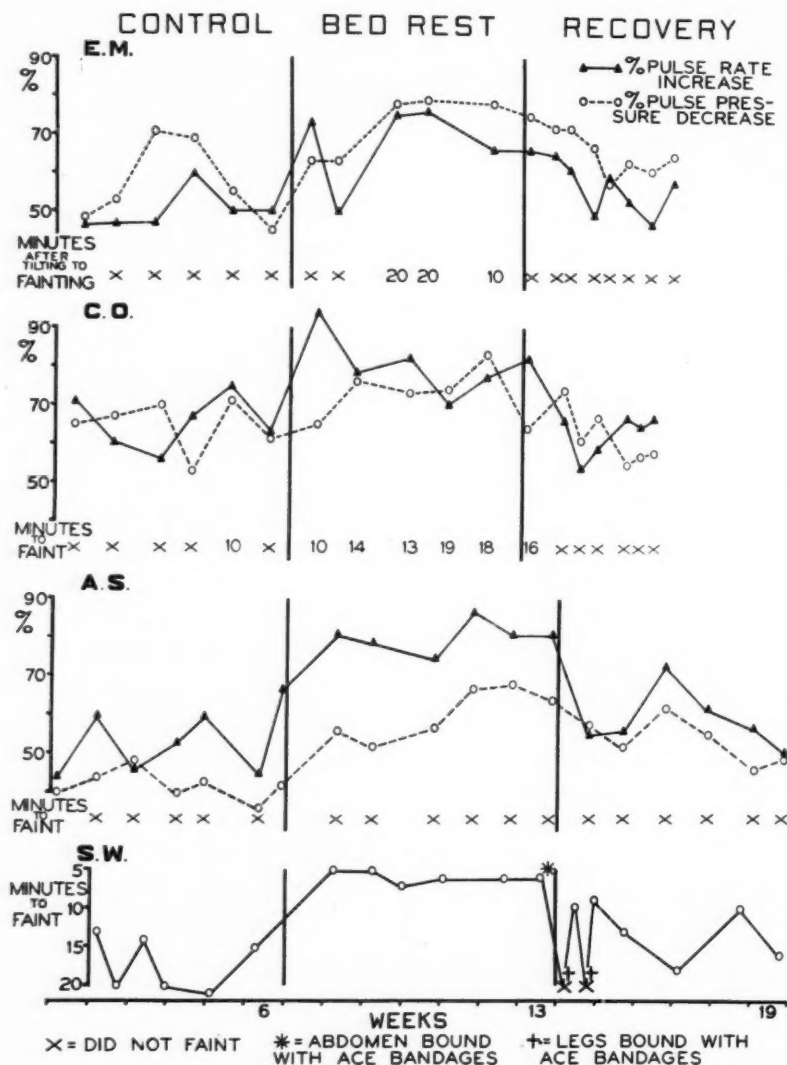 CONTROL BED REST RECOVERY
E.M.
90
%
70
50
▲—▲ % PULSE RATE INCREASE
o---o % PULSE PRES-SURE DECREASE
MINUTES
AFTER
TILTING TO
FAINTING
× × × × × × × 20 20 10 × × × × × × × ×
C.O.
90
%
70
50
MINUTES
TO
FAINT
× × × × 10 × 10 14 13 19 18 16 × × × × × ×
A.S.
90
%
70
50
MINUTES
TO
FAINT
× × × × × × × × × × × × × × × × ×
S.W.
MINUTES
TO
FAINT
5
10
15
20
* + + × ×
6 13 19
WEEKS
× = DID NOT FAINT * = ABDOMEN BOUND WITH ACE BANDAGES + = LEGS BOUND WITH ACE BANDAGES